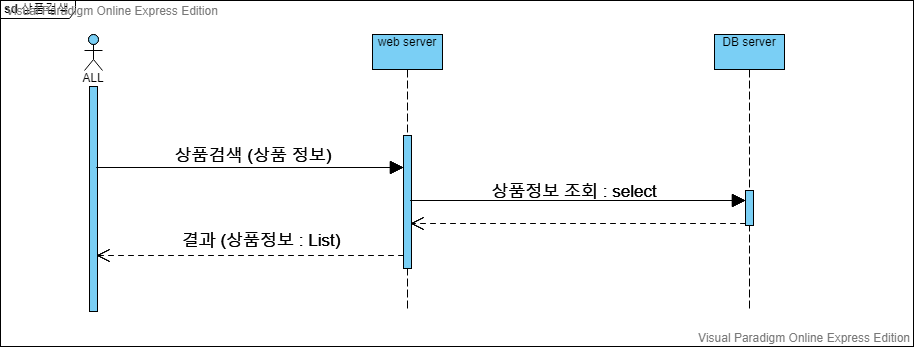 sd 상품검색
Visual Paradigm Online Express Edition
ALL
web server
DB server
상품검색 (상품 정보)
상품정보 조회 : select
결과 (상품정보 : List)
Visual Paradigm Online Express Edition